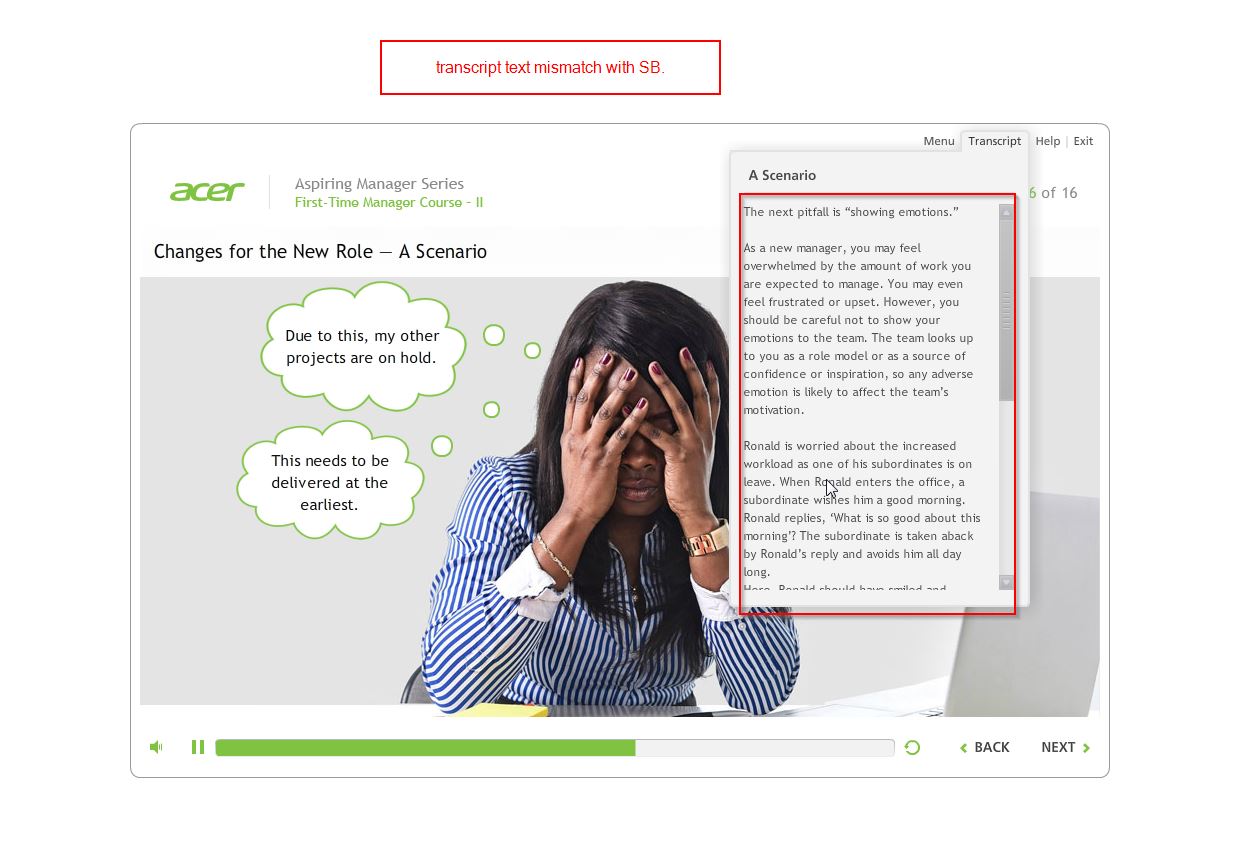 transcript text mismatch with SB.
Menu
Transcript
Help | Exit
acer
Aspiring Manager Series
First-Time Manager Course - II
A Scenario
6 of 16
Changes for the New Role — A Scenario
Due to this, my other
projects are on hold.
This needs to be
delivered at the
earliest.
The next pitfall is “showing emotions.”
As a new manager, you may feel
overwhelmed by the amount of work you
are expected to manage. You may even
feel frustrated or upset. However, you
should be careful not to show your
emotions to the team. The team looks up
to you as a role model or as a source of
confidence or inspiration, so any adverse
emotion is likely to affect the team’s
motivation.
Ronald is worried about the increased
workload as one of his subordinates is on
leave. When Ronald enters the office, a
subordinate wishes him a good morning.
Ronald replies, ‘What is so good about this
morning’? The subordinate is taken aback
by Ronald’s reply and avoids him all day
long.
Here, Ronald should have smiled and
BACK
NEXT